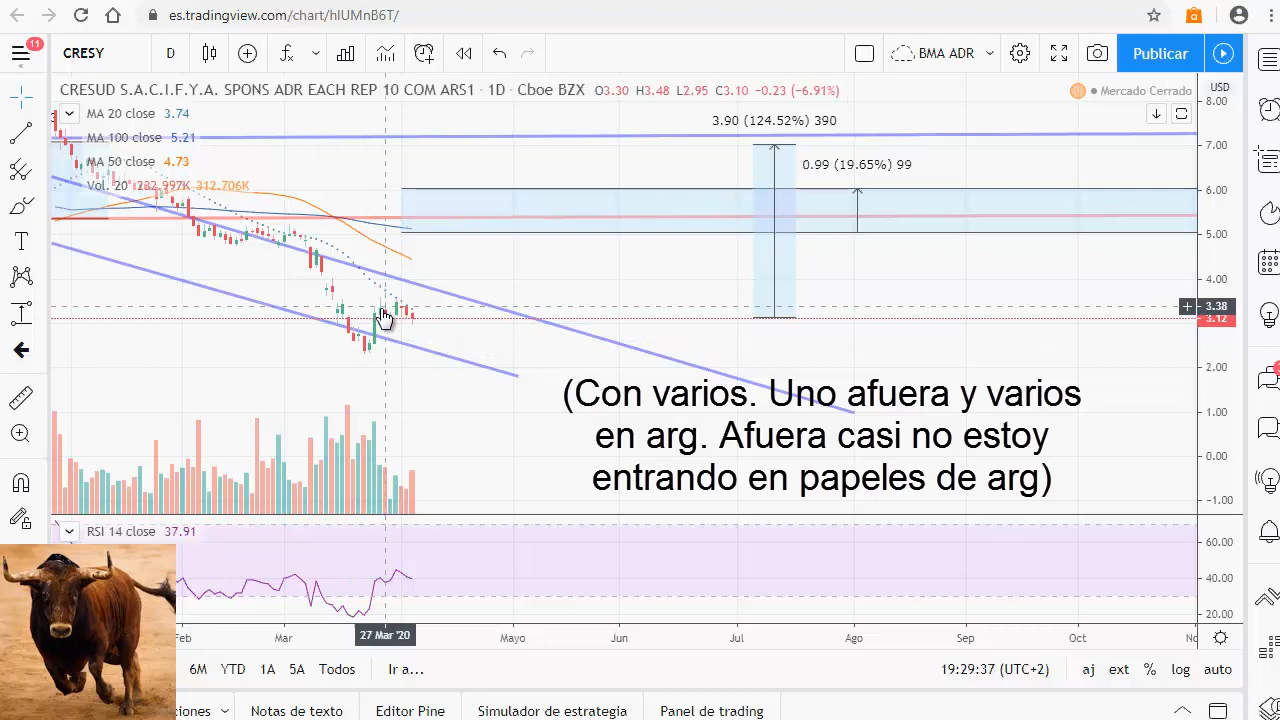 es.tradingview.com/chart/hlUMnB6T/
11
CRESY
D
BMA ADR
Publicar
CRESUD S.A.C.I.F.Y.A. SPONS ADR EACH REP 10 COM ARS1 · 1D · Cboe BZX O3.30 H3.48 L2.95 C3.10 −0.23 (−6.91%)
Mercado Cerrado
USD
MA 20 close 3.74
MA 100 close 5.21
MA 50 close 4.73
Vol. 20 282.997K 312.706K
3.90 (124.52%) 390
0.99 (19.65%) 99
8.00
7.00
6.00
5.00
4.00
3.38
3.12
2.00
1.00
0.00
−1.00
(Con varios. Uno afuera y varios
en arg. Afuera casi no estoy
entrando en papeles de arg)
RSI 14 close 37.91
60.00
40.00
20.00
Feb
Mar
27 Mar '20
Mayo
Jun
Jul
Ago
Sep
Oct
6M
YTD
1A
5A
Todos
Ir a...
19:29:37 (UTC+2)
aj
ext
%
log
auto
Notas de texto
Editor Pine
Simulador de estrategia
Panel de trading